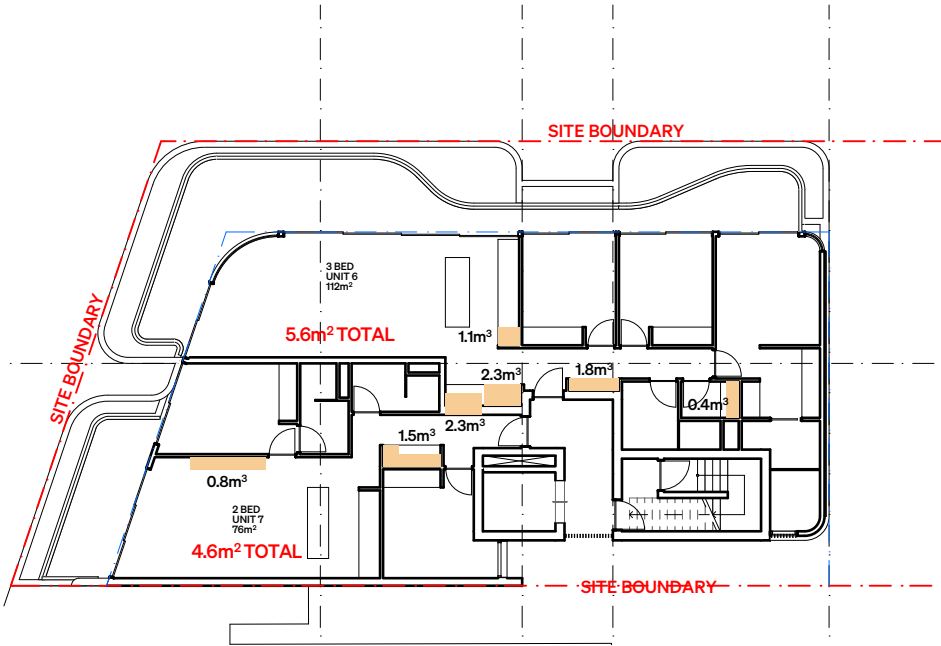 SITE BOUNDARY
3 BED
UNIT 6
112m²
5.6m² TOTAL
1.1m³
SITE BOUNDARY
2.3m³
1.8m³
0.4m³
2.3m³
1.5m³
0.8m³
2 BED
UNIT 7
76m²
4.6m² TOTAL
SITE BOUNDARY